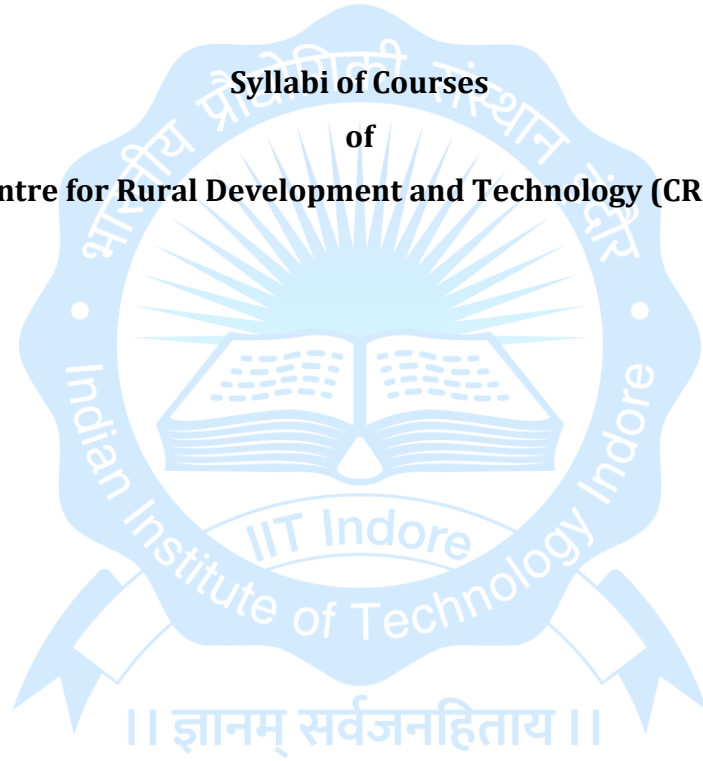 Syllabi of Courses
of
ntre for Rural Development and Technology (CR
भारतीय प्रौद्योगिकी संस्थान इंदौर
Indian Institute of Technology Indore
IIT Indore
।। ज्ञानम् सर्वजनहिताय ।।